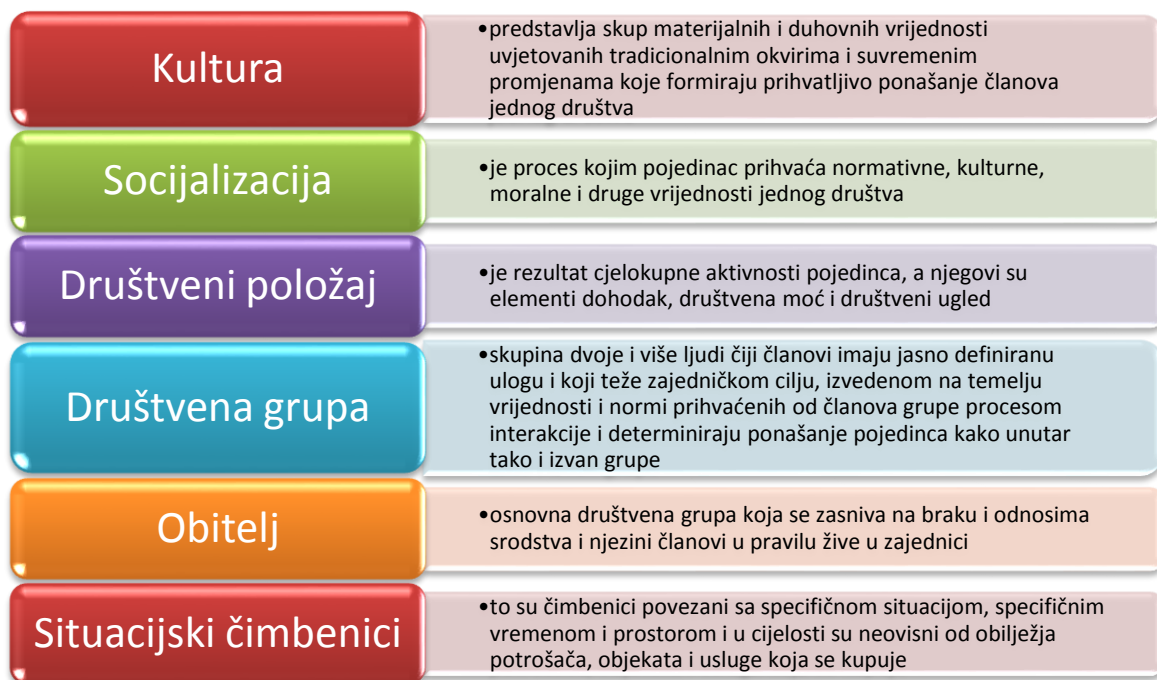 Kultura
•predstavlja skup materijalnih i duhovnih vrijednosti
uvjetovanih tradicionalnim okvirima i suvremenim
promjenama koje formiraju prihvatljivo ponašanje članova
jednog društva
Socijalizacija
•je proces kojim pojedinac prihvaća normativne, kulturne,
moralne i druge vrijednosti jednog društva
Društveni položaj
•je rezultat cjelokupne aktivnosti pojedinca, a njegovi su
elementi dohodak, društvena moć i društveni ugled
Društvena grupa
•skupina dvoje i više ljudi čiji članovi imaju jasno definiranu
ulogu i koji teže zajedničkom cilju, izvedenom na temelju
vrijednosti i normi prihvaćenih od članova grupe procesom
interakcije i determiniraju ponašanje pojedinca kako unutar
tako i izvan grupe
Obitelj
•osnovna društvena grupa koja se zasniva na braku i odnosima
srodstva i njezini članovi u pravilu žive u zajednici
Situacijski čimbenici
•to su čimbenici povezani sa specifičnom situacijom, specifičnim
vremenom i prostorom i u cijelosti su neovisni od obilježja
potrošača, objekata i usluge koja se kupuje